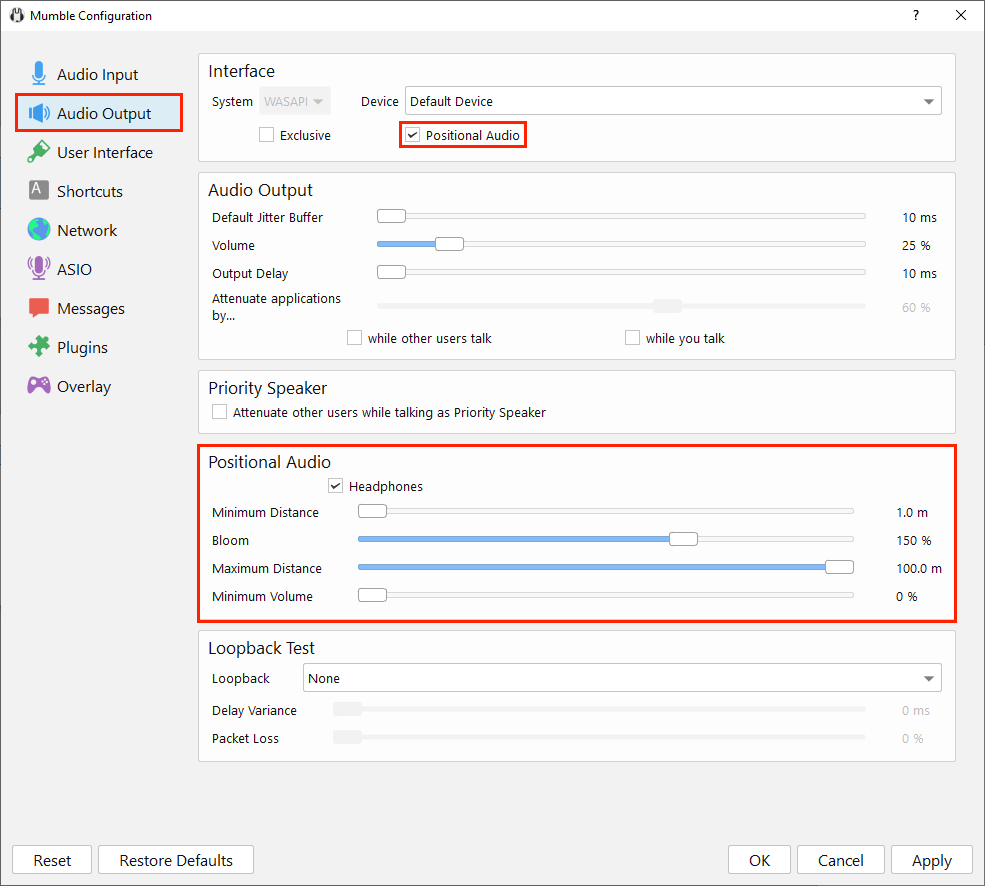 Mumble Configuration
?
Audio Input
Audio Output
User Interface
A
Shortcuts
Network
ASIO
Messages
Plugins
Overlay
Interface
System WASAPI Device Default Device
Exclusive Positional Audio
Audio Output
Default Jitter Buffer 10 ms
Volume 25 %
Output Delay 10 ms
Attenuate applications
by... 60 %
while other users talk while you talk
Priority Speaker
Attenuate other users while talking as Priority Speaker
Positional Audio
Headphones
Minimum Distance 1.0 m
Bloom 150 %
Maximum Distance 100.0 m
Minimum Volume 0 %
Loopback Test
Loopback None
Delay Variance 0 ms
Packet Loss 0 %
Reset Restore Defaults OK Cancel Apply